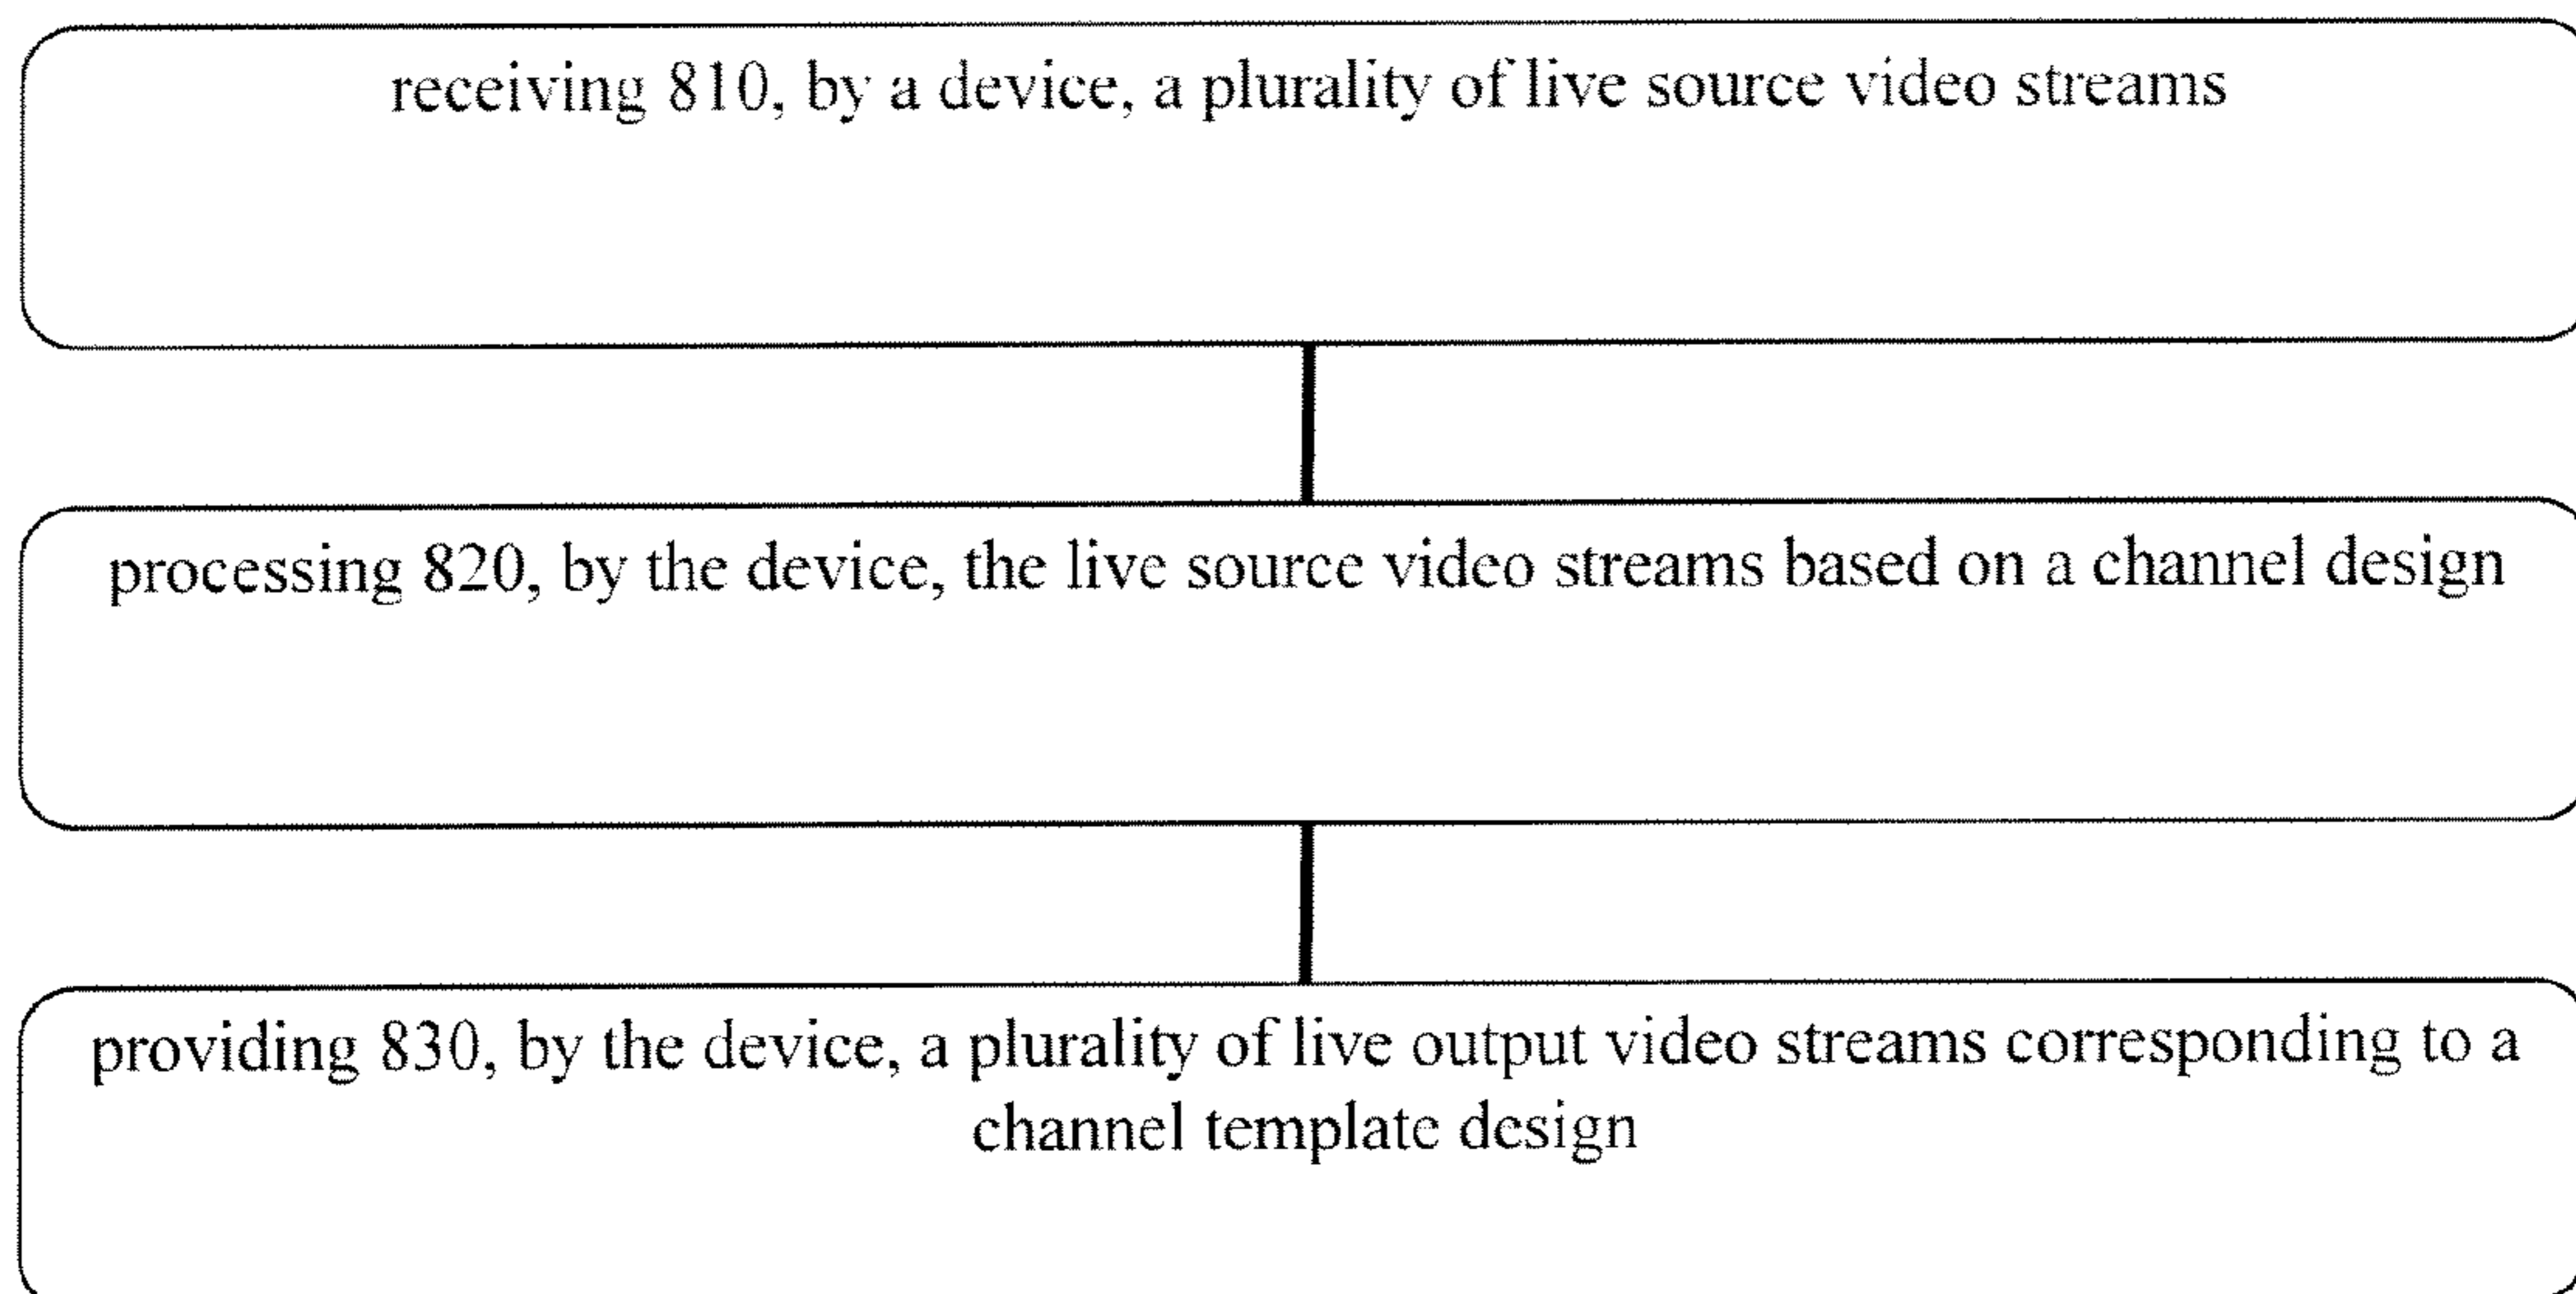 receiving 810, by a device, a plurality of live source video streams
processing 820, by the device, the live source video streams based on a channel design
providing 830, by the device, a plurality of live output video streams corresponding to a
channel template design